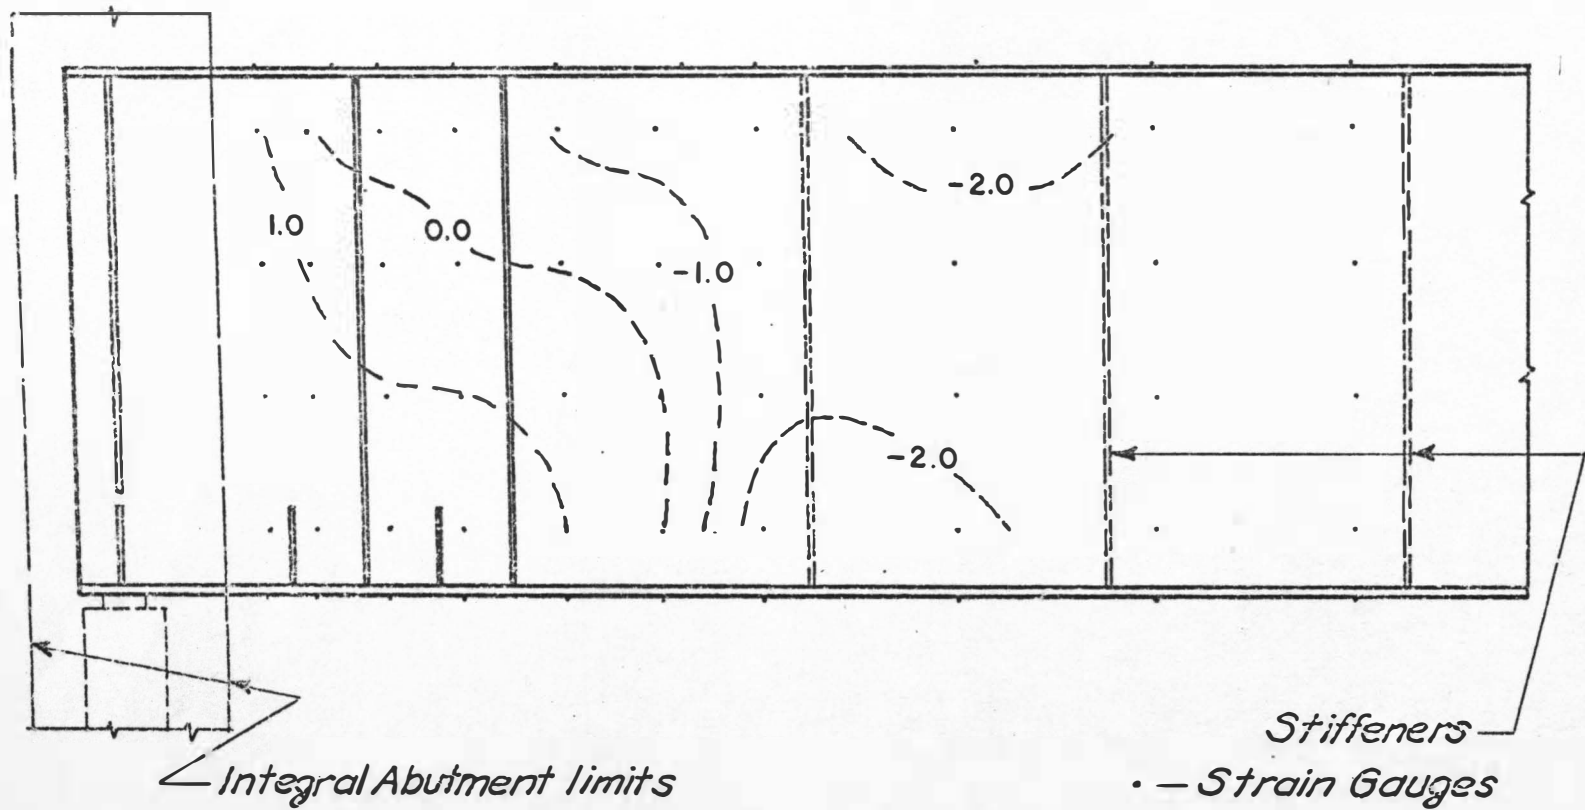 -2.0
1.0
0.0
-1.0
-2.0
Stiffeners
Integral Abutment limits
• — Strain Gauges